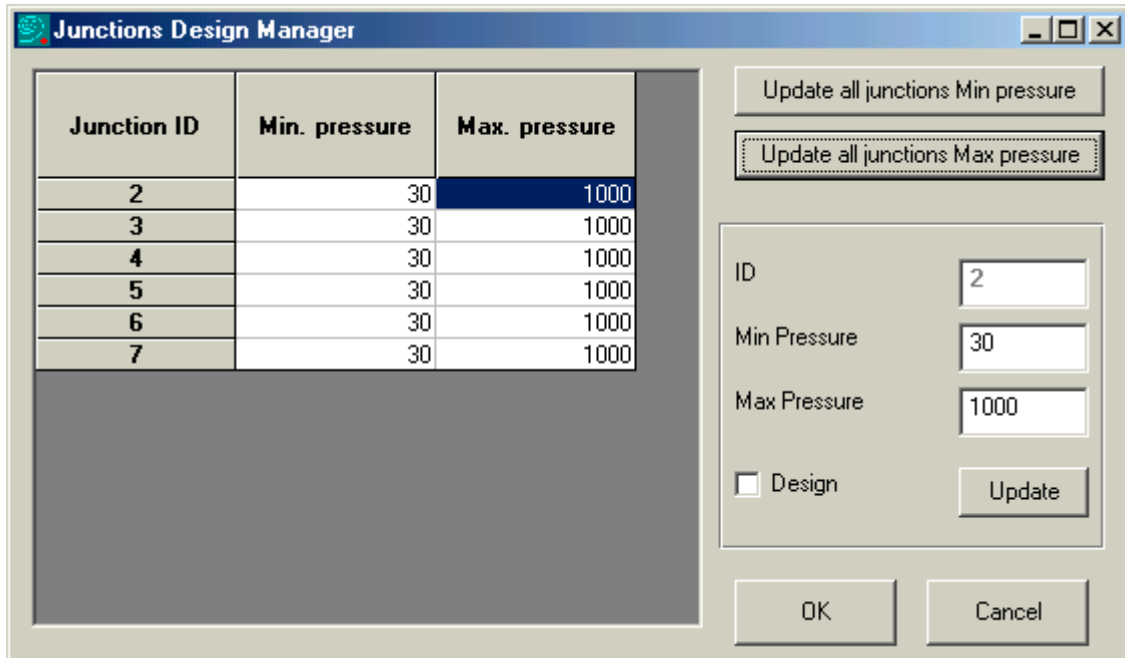 Junctions Design Manager
Junction ID Min. pressure Max. pressure
2 30 1000
3 30 1000
4 30 1000
5 30 1000
6 30 1000
7 30 1000
Update all junctions Min pressure
Update all junctions Max pressure
ID 2
Min Pressure 30
Max Pressure 1000
Design Update
OK Cancel